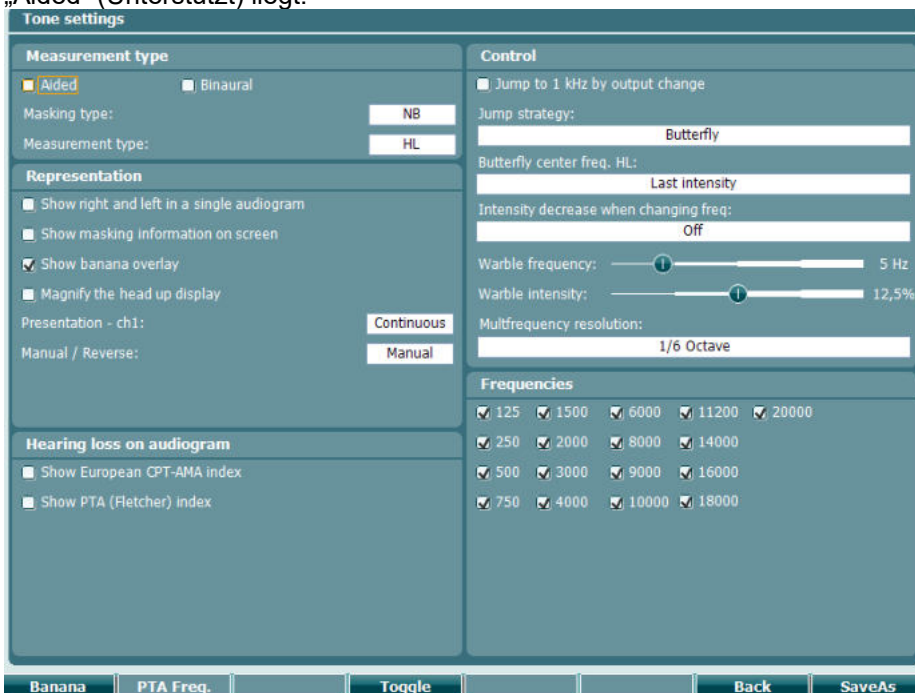 „Aided“ (Unterstützt) liegt.
Tone settings
Measurement type
Aided
Binaural
Masking type:
NB
Measurement type:
HL
Representation
Show right and left in a single audiogram
Show masking information on screen
Show banana overlay
Magnify the head up display
Presentation - ch1:
Continuous
Manual / Reverse:
Manual
Hearing loss on audiogram
Show European CPT-AMA index
Show PTA (Fletcher) index
Control
Jump to 1 kHz by output change
Jump strategy:
Butterfly
Butterfly center freq. HL:
Last intensity
Intensity decrease when changing freq:
Off
Warble frequency:
5 Hz
Warble intensity:
12,5%
Multfrequency resolution:
1/6 Octave
Frequencies
125 1500 6000 11200 20000
250 2000 8000 14000
500 3000 9000 16000
750 4000 10000 18000
Banana PTA Freq. Toggle Back SaveAs